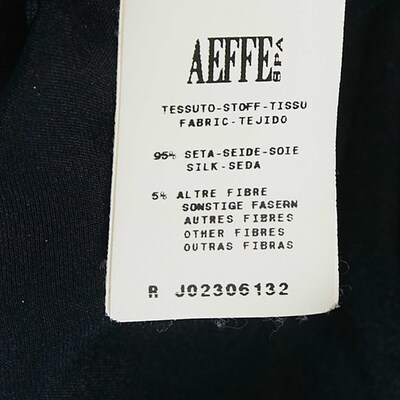 AEFFE SPA
TESSUTO-STOFF-TISSU
FABRIC-TEJIDO
95% SETA-SEIDE-SOIE
SILK-SEDA
5% ALTRE FIBRE
SONSTIGE FASERN
AUTRES FIBRES
OTHER FIBRES
OUTRAS FIBRAS
R J02306132